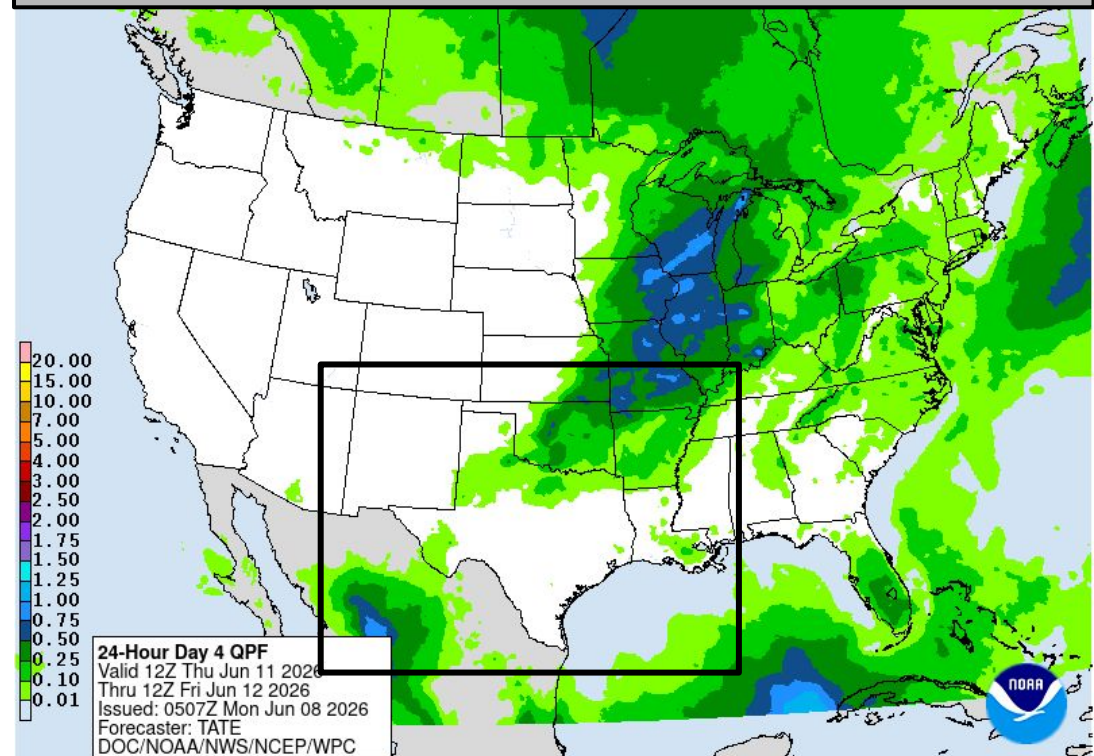 20.00
15.00
10.00
7.00
5.00
4.00
3.00
2.50
2.00
1.75
1.50
1.25
1.00
0.75
0.50
0.25
0.10
0.01
24-Hour Day 4 QPF
Valid 12Z Thu Jun 11 2026
Thru 12Z Fri Jun 12 2026
Issued: 0507Z Mon Jun 08 2026
Forecaster: TATE
DOC/NOAA/NWS/NCEP/WPC
NOAA